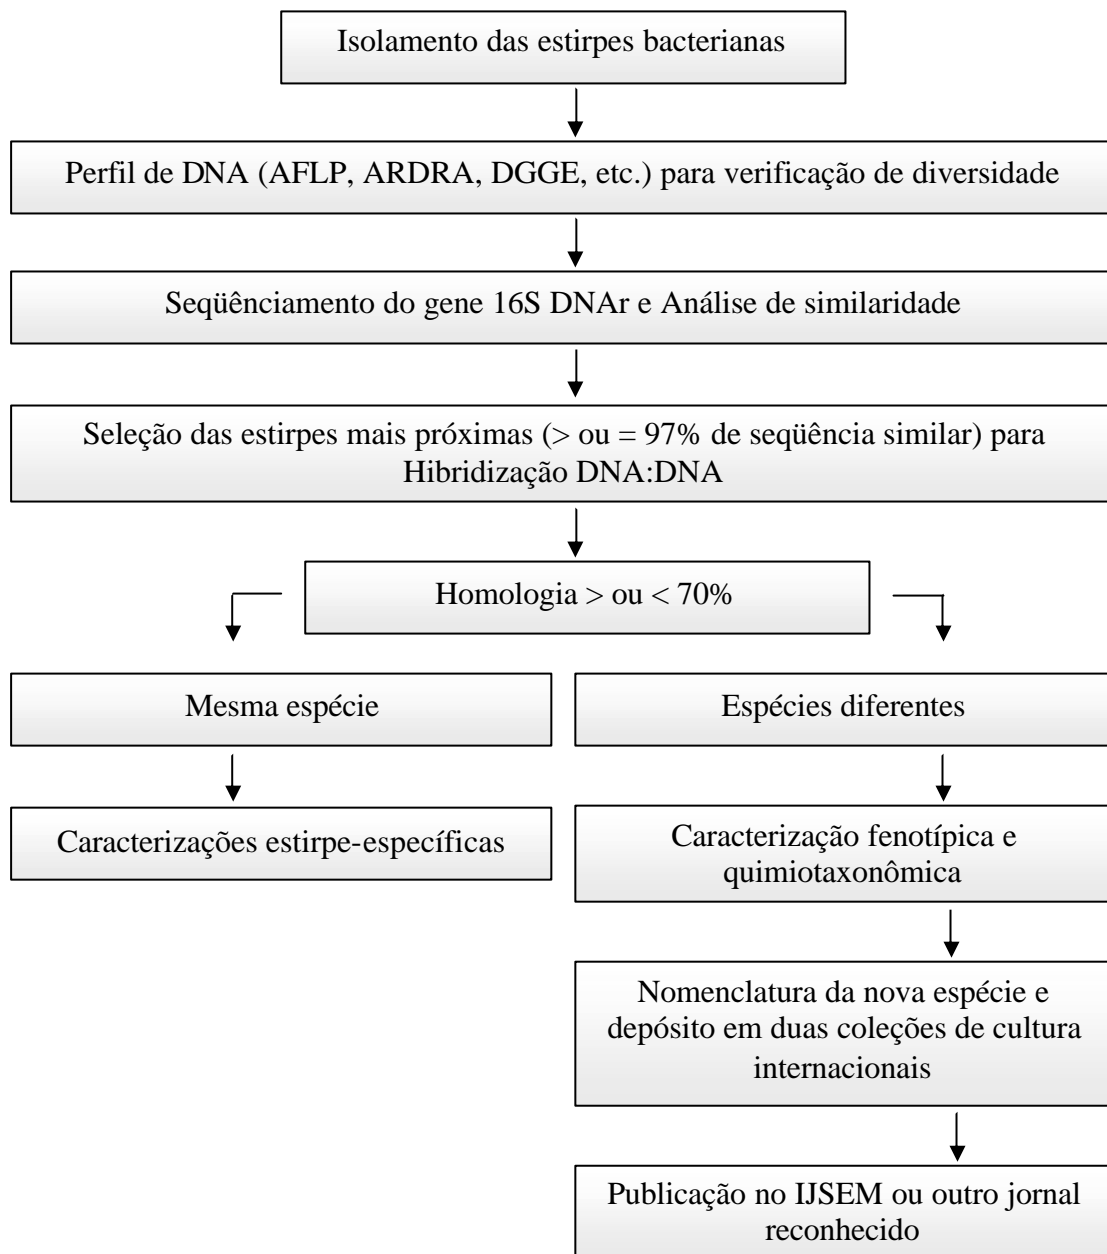 Isolamento das estirpes bacterianas
Perfil de DNA (AFLP, ARDRA, DGGE, etc.) para verificação de diversidade
Seqüênciamento do gene 16S DNAr e Análise de similaridade
Seleção das estirpes mais próximas (> ou = 97% de seqüência similar) para
Hibridização DNA:DNA
Homologia > ou < 70%
Mesma espécie
Caracterizações estirpe-específicas
Espécies diferentes
Caracterização fenotípica e
quimiotaxonômica
Nomenclatura da nova espécie e
depósito em duas coleções de cultura
internacionais
Publicação no IJSEM ou outro jornal
reconhecido